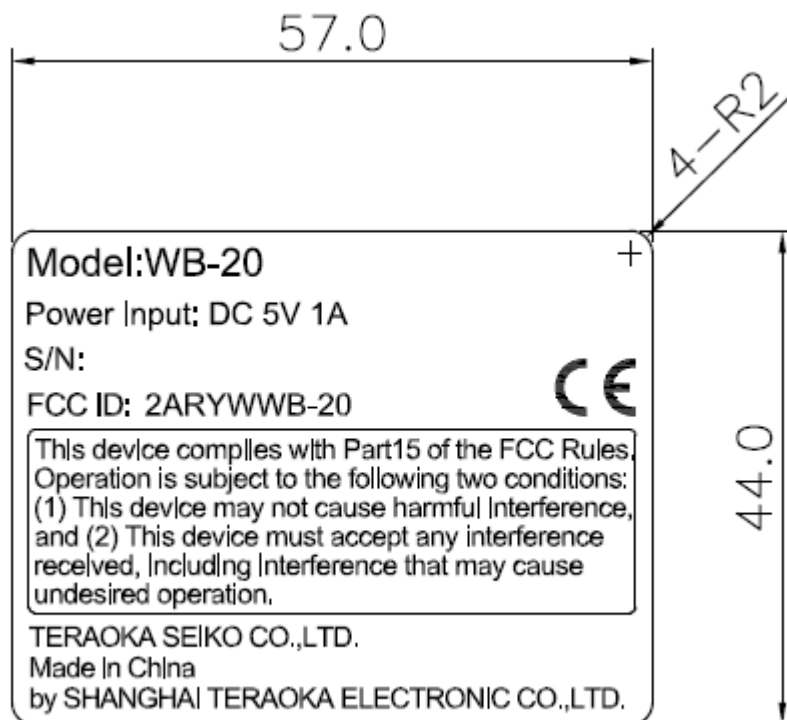 57.0
4-R2
Model:WB-20
Power Input: DC 5V 1A
S/N:
FCC ID: 2ARYWWB-20
CE
This device complies with Part15 of the FCC Rules.
Operation is subject to the following two conditions:
(1) This device may not cause harmful interference,
and (2) This device must accept any interference
received, including interference that may cause
undesired operation.
44.0
TERAOKA SEIKO CO.,LTD.
Made in China
by SHANGHAI TERAOKA ELECTRONIC CO.,LTD.